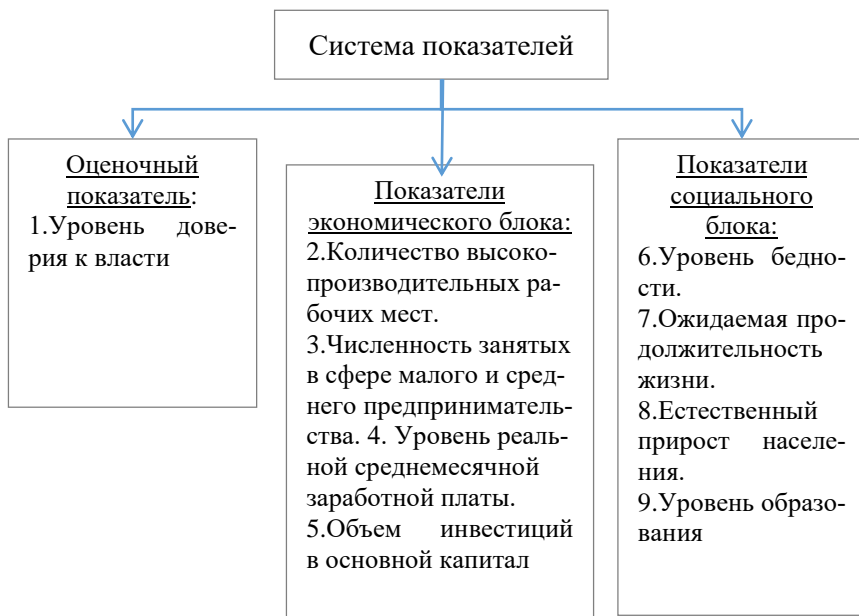 Система показателей
Оценочный
показатель:
1.Уровень дове-
рия к власти
Показатели
экономического блока:
2.Количество высоко-
производительных ра-
бочих мест.
3.Численность занятых
в сфере малого и сред-
него предприниматель-
ства. 4. Уровень реаль-
ной среднемесячной
заработной платы.
5.Объем инвестиций
в основной капитал
Показатели
социального
блока:
6.Уровень бедно-
сти.
7.Ожидаемая про-
должительность
жизни.
8.Естественный
прирост населе-
ния.
9.Уровень образо-
вания